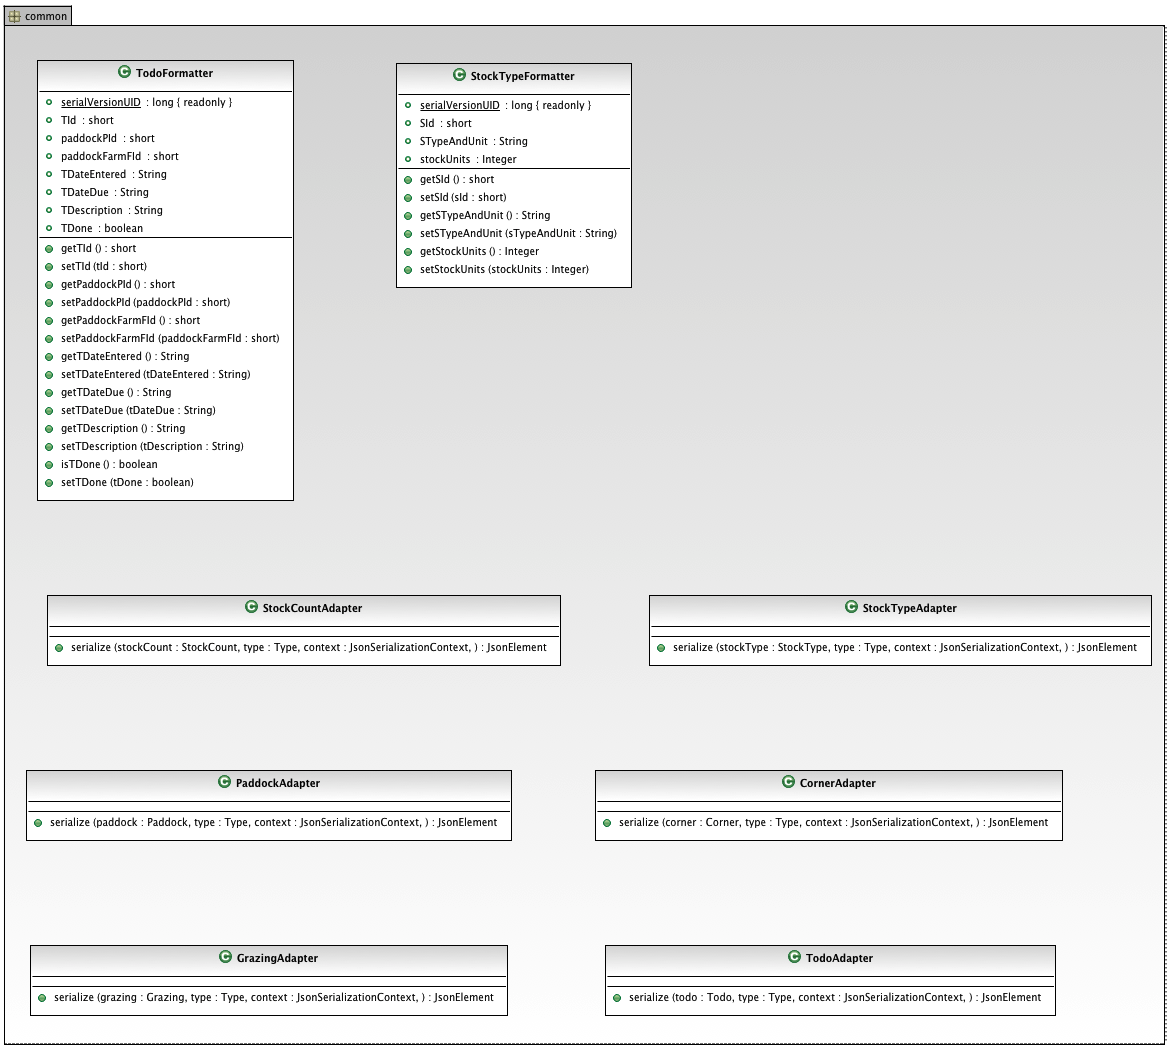 common
TodoFormatter
serialVersionUID : long { readonly }
TId : short
paddockPId : short
paddockFarmFId : short
TDateEntered : String
TDateDue : String
TDescription : String
TDone : boolean
getTId () : short
setTId (tId : short)
getPaddockPId () : short
setPaddockPId (paddockPId : short)
getPaddockFarmFId () : short
setPaddockFarmFId (paddockFarmFId : short)
getTDateEntered () : String
setTDateEntered (tDateEntered : String)
getTDateDue () : String
setTDateDue (tDateDue : String)
getTDescription () : String
setTDescription (tDescription : String)
isTDone () : boolean
setTDone (tDone : boolean)
StockTypeFormatter
serialVersionUID : long { readonly }
SId : short
STypeAndUnit : String
stockUnits : Integer
getSId () : short
setSId (sId : short)
getSTypeAndUnit () : String
setSTypeAndUnit (sTypeAndUnit : String)
getStockUnits () : Integer
setStockUnits (stockUnits : Integer)
StockCountAdapter
serialize (stockCount : StockCount, type : Type, context : JsonSerializationContext, ) : JsonElement
StockTypeAdapter
serialize (stockType : StockType, type : Type, context : JsonSerializationContext, ) : JsonElement
PaddockAdapter
serialize (paddock : Paddock, type : Type, context : JsonSerializationContext, ) : JsonElement
CornerAdapter
serialize (corner : Corner, type : Type, context : JsonSerializationContext, ) : JsonElement
GrazingAdapter
serialize (grazing : Grazing, type : Type, context : JsonSerializationContext, ) : JsonElement
TodoAdapter
serialize (todo : Todo, type : Type, context : JsonSerializationContext, ) : JsonElement